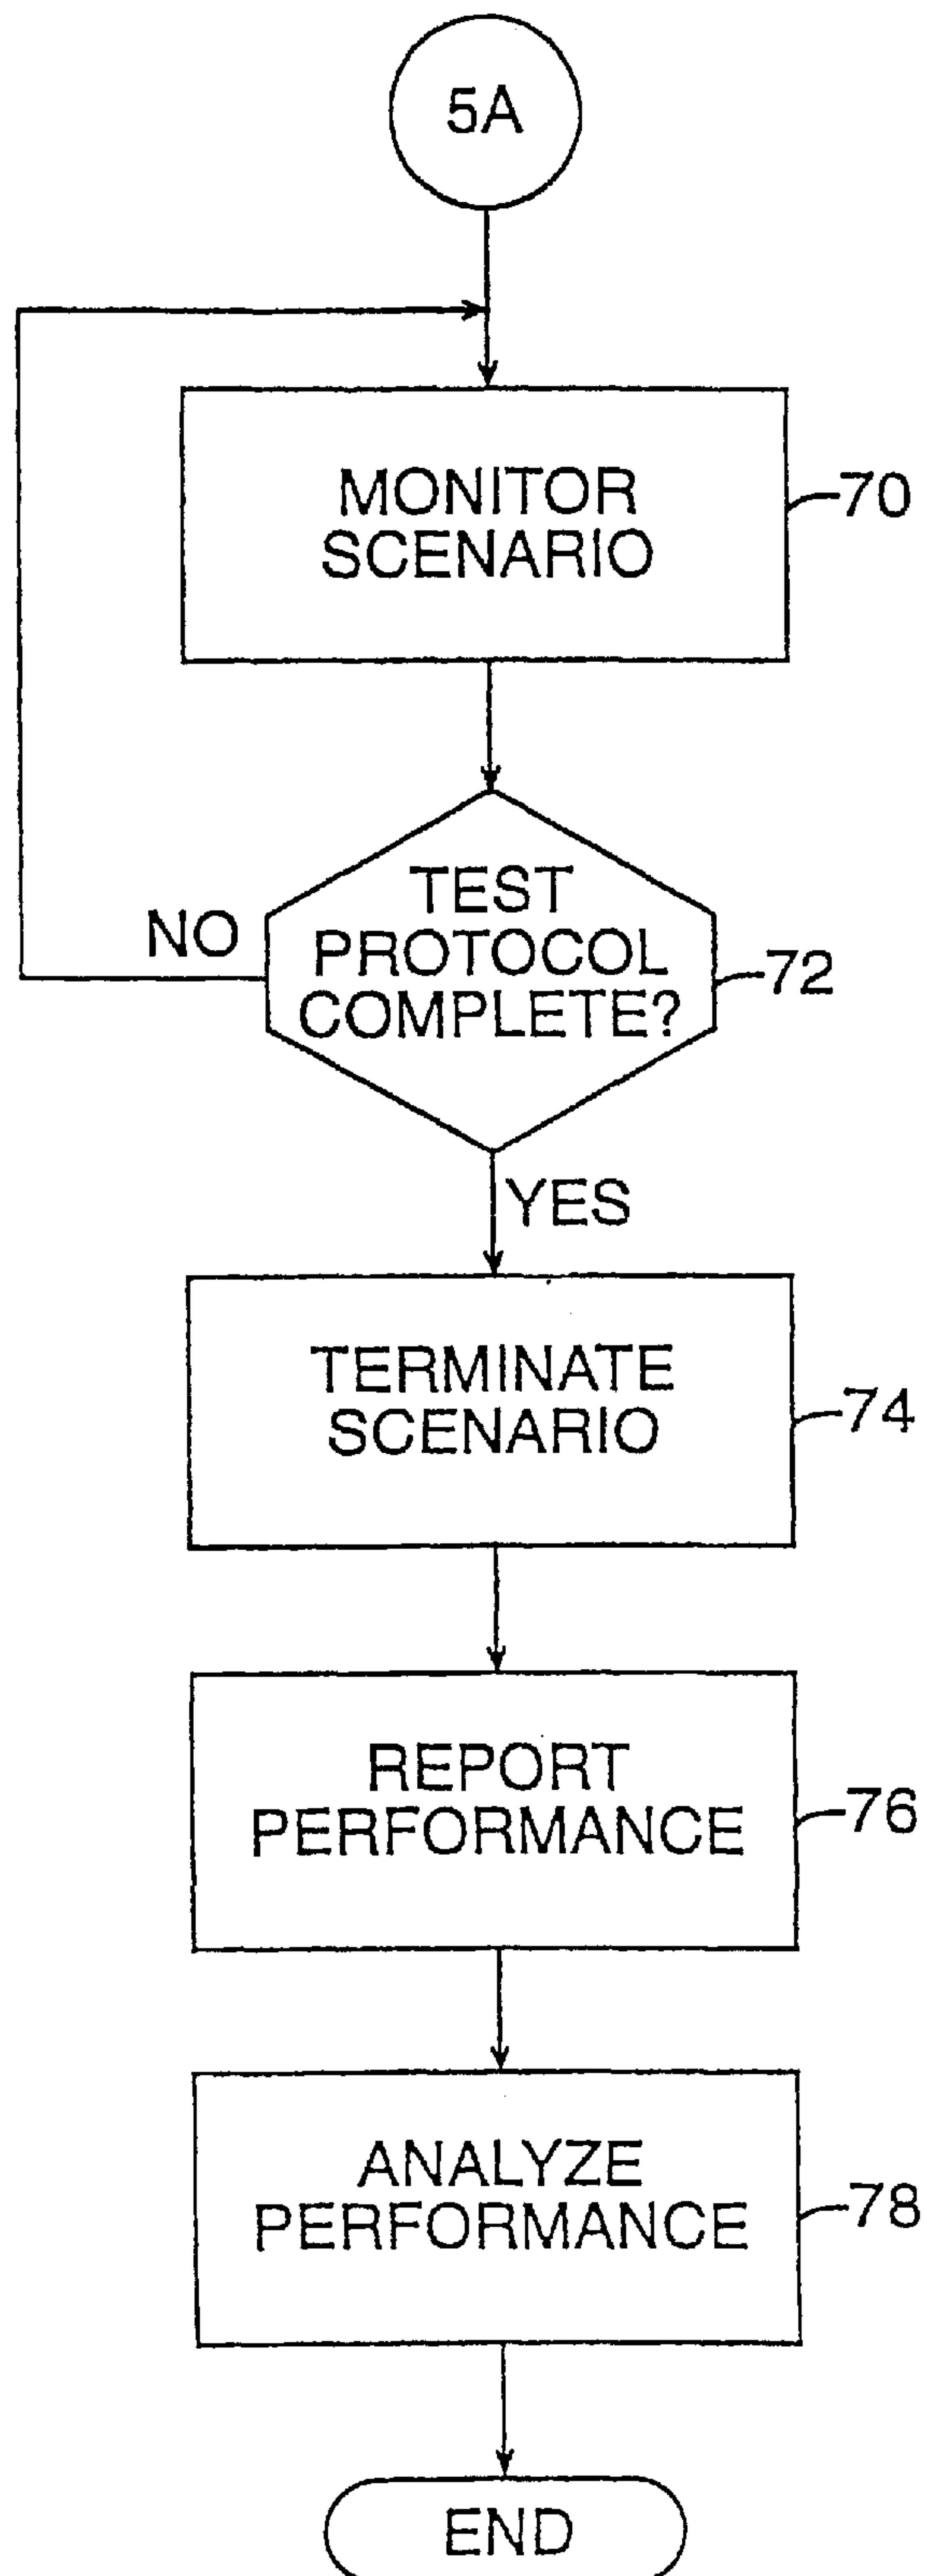 5A
MONITOR
SCENARIO
70
TEST
PROTOCOL
COMPLETE?
72
NO
YES
TERMINATE
SCENARIO
74
REPORT
PERFORMANCE
76
ANALYZE
PERFORMANCE
78
END